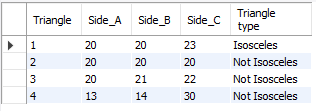 Triangle Side_A Side_B Side_C Triangle type
1 20 20 23 Isosceles
2 20 20 20 Not Isosceles
3 20 21 22 Not Isosceles
4 13 14 30 Not Isosceles